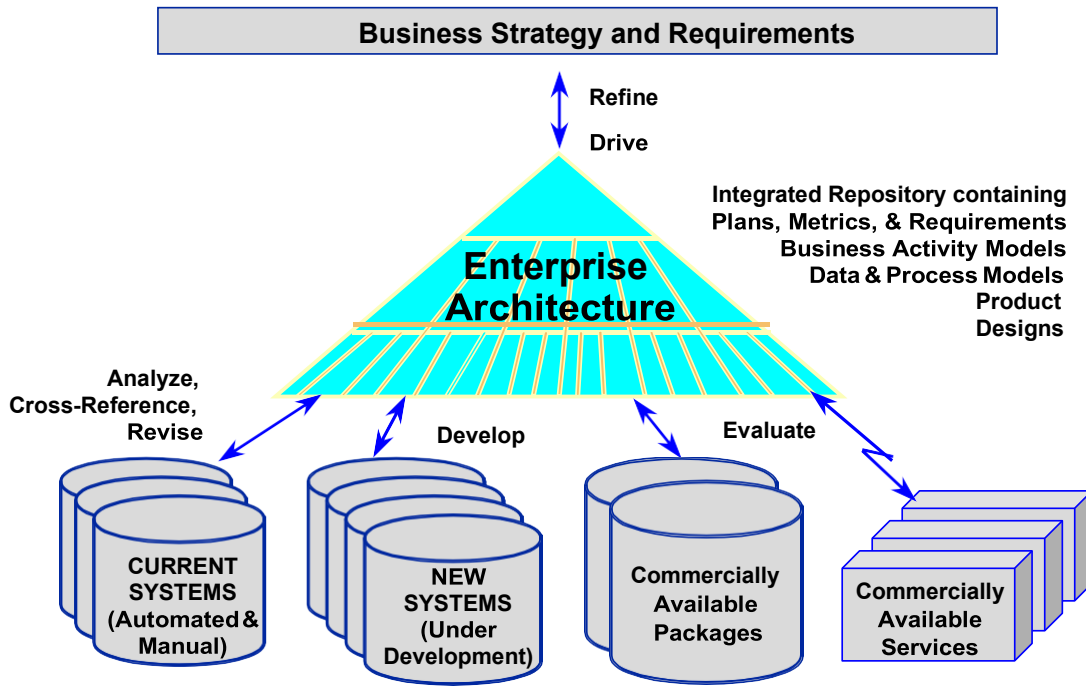 Business Strategy and Requirements
Refine
Drive
Integrated Repository containing
Plans, Metrics, & Requirements
Business Activity Models
Data & Process Models
Product
Designs
Enterprise
Architecture
Analyze,
Cross-Reference,
Revise
Develop
Evaluate
CURRENT
SYSTEMS
(Automated &
Manual)
NEW
SYSTEMS
(Under
Development)
Commercially
Available
Packages
Commercially
Available
Services